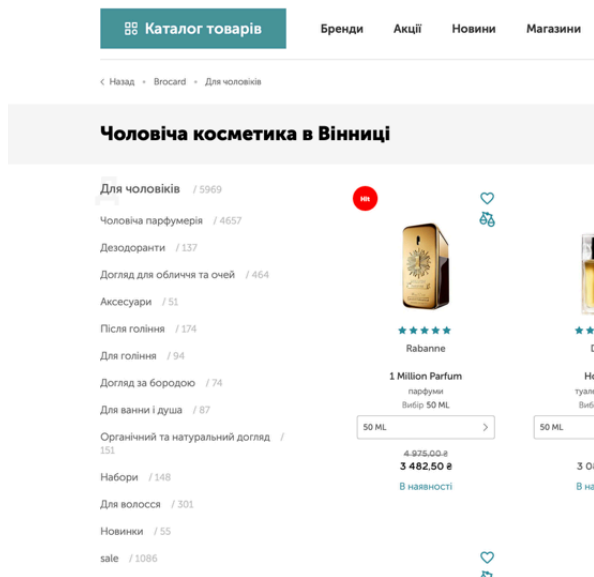 Каталог товарів
Бренди
Акції
Новини
Магазини
< Назад
Brocard
Для чоловіків
Чоловіча косметика в Вінниці
Для чоловіків / 5969
Чоловіча парфумерія / 4657
Дезодоранти / 137
Догляд для обличчя та очей / 464
Аксесуари / 51
Після гоління / 174
Для гоління / 94
Догляд за бородою / 74
Для ванни і душа / 87
Органічний та натуральний догляд /
151
Набори / 148
Для волосся / 301
Новинки / 55
sale / 1086
Hit
Rabanne
1 Million Parfum
парфуми
Вибір 50 ML
50 ML
4 975,00 ₴
3 482,50 ₴
В наявності
50 ML